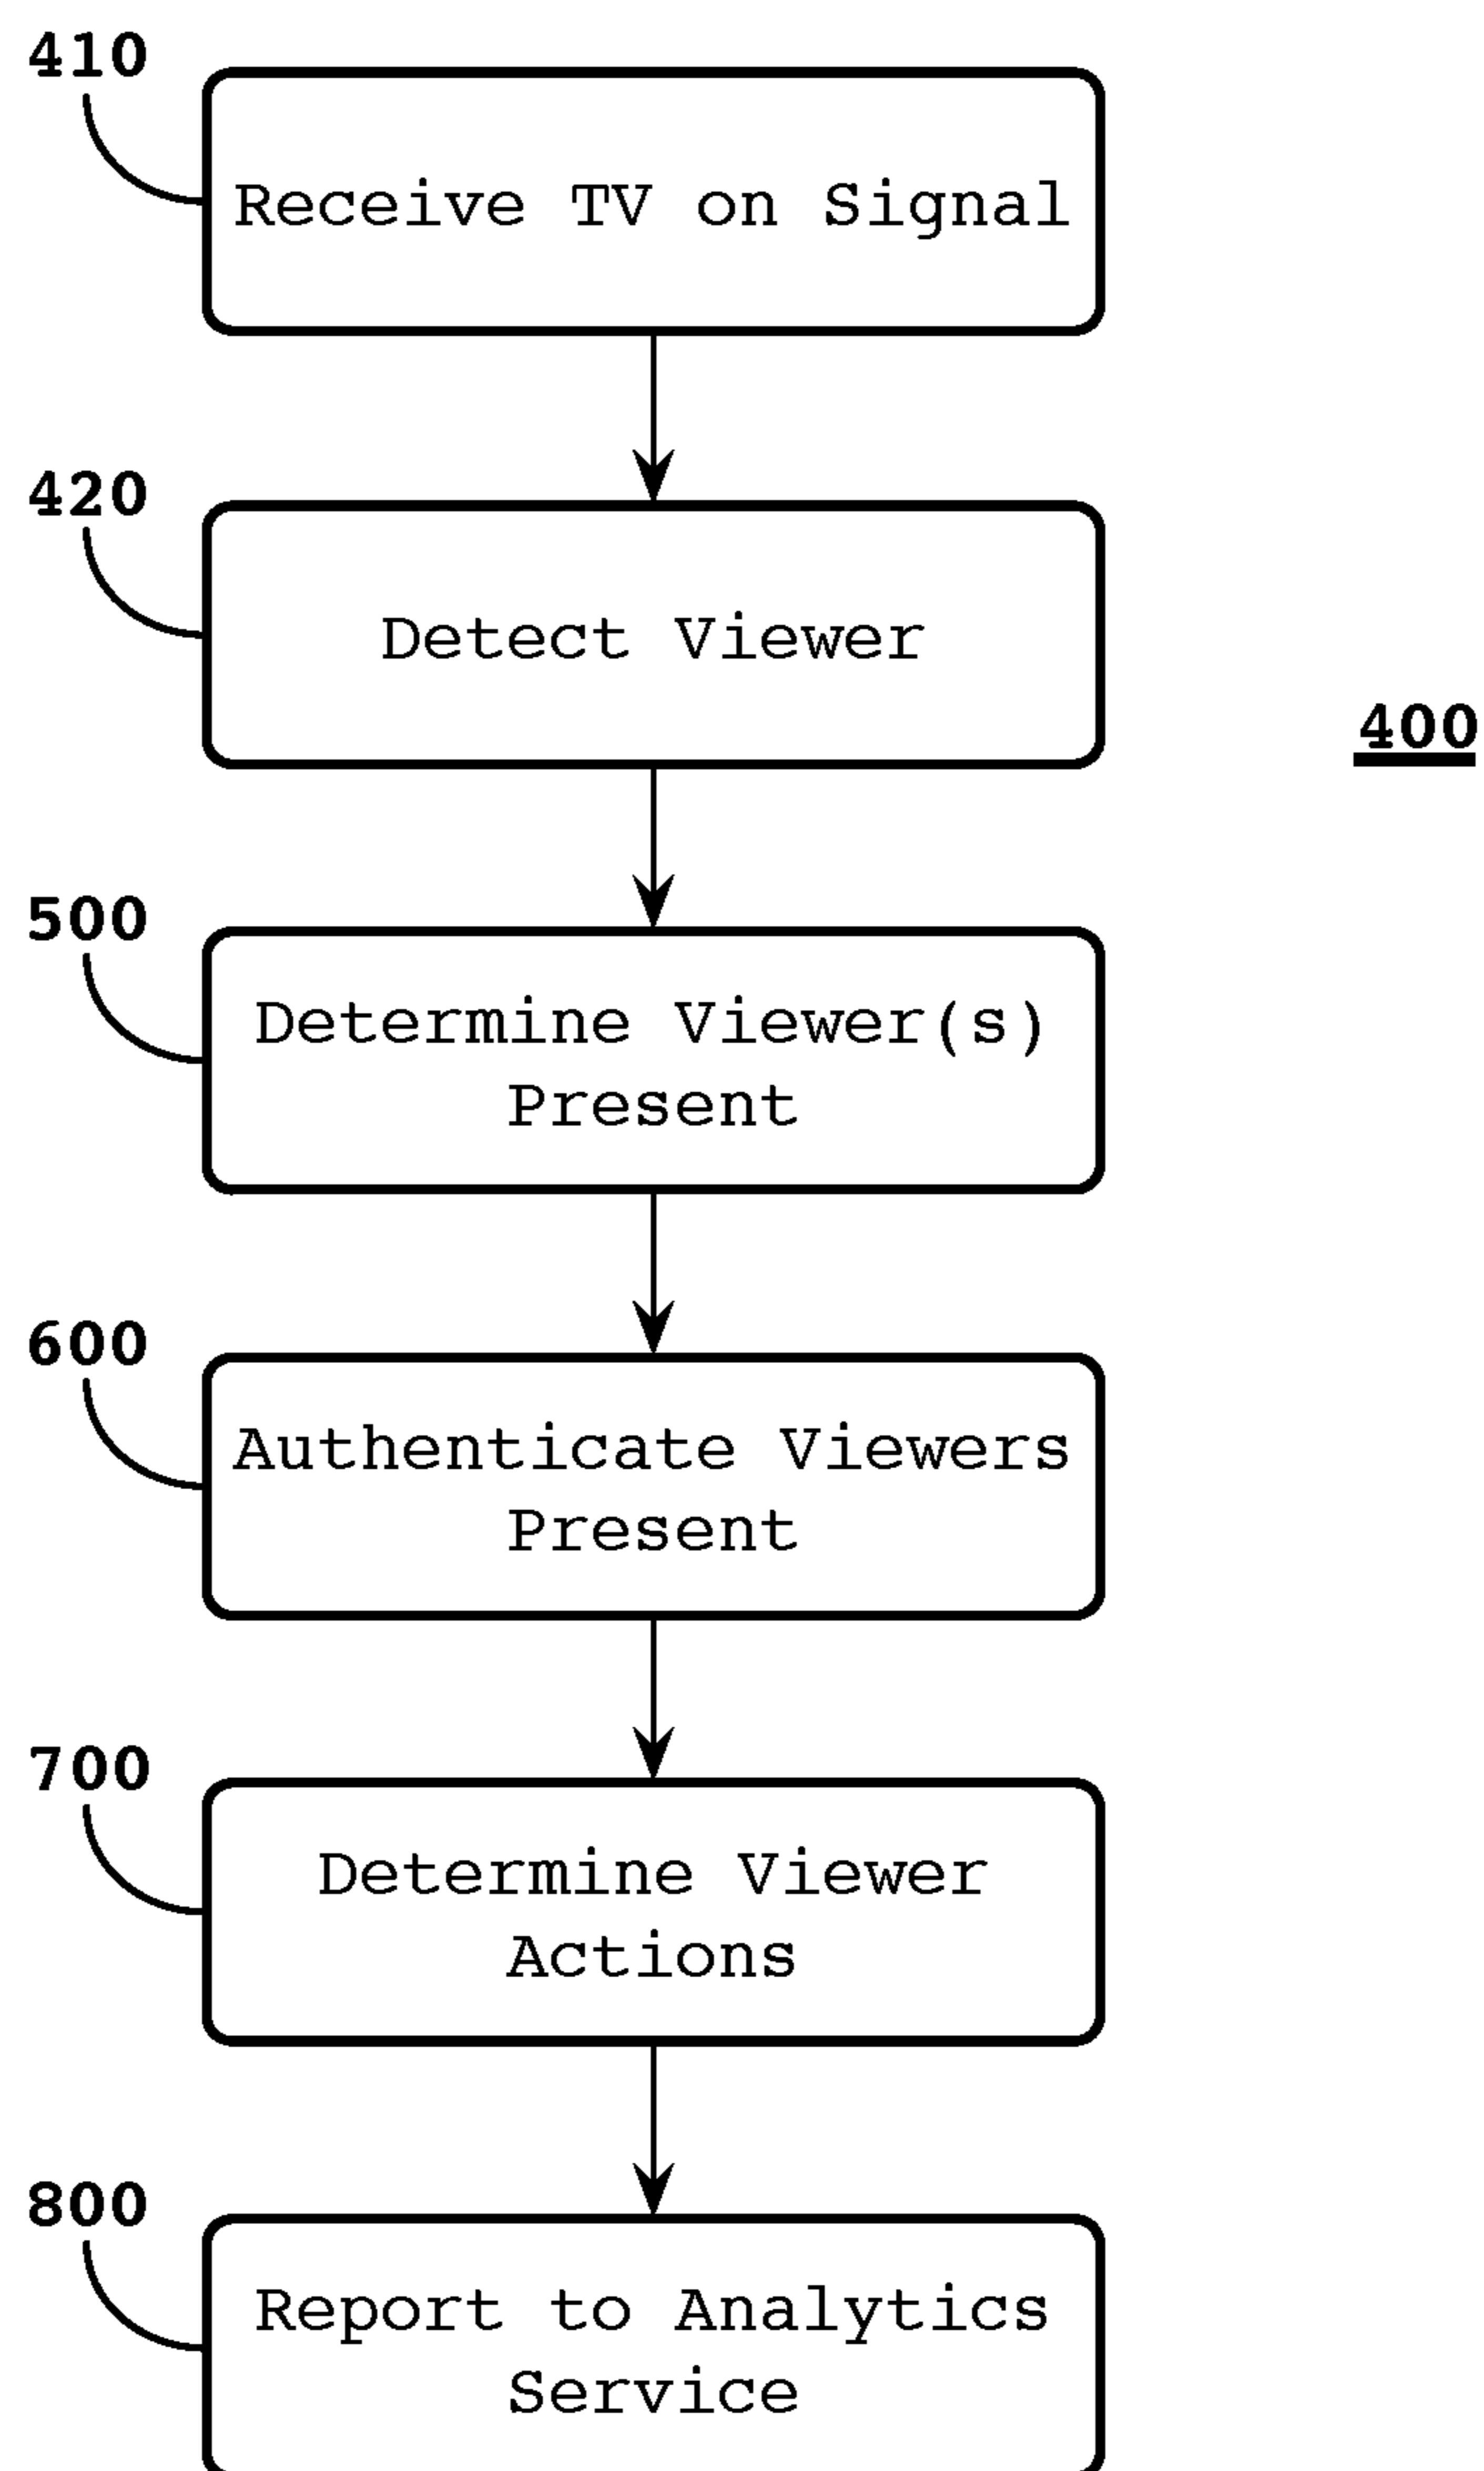 410
Receive TV on Signal
420
Detect Viewer
400
500
Determine Viewer(s)
Present
600
Authenticate Viewers
Present
700
Determine Viewer
Actions
800
Report to Analytics
Service